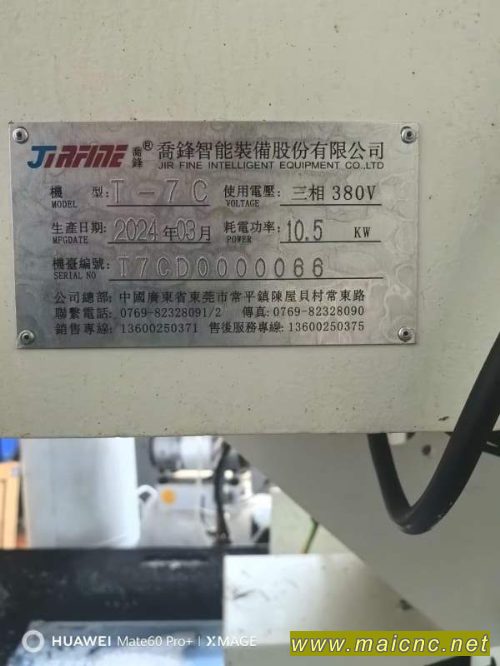 JIRFINE 喬鋒® 喬鋒智能裝備股份有限公司
JIR FINE INTELLIGENT EQUIPMENT CO.,LTD
機 型: T-7C 使用電壓: 三相 380V
MODEL VOLTAGE
生產日期: 2024年03月 耗電功率: 10.5 KW
MFGDATE POWER
機臺編號: T7CD0000066
SERIAL NO
公司總部: 中國廣東省東莞市常平鎮陳屋貝村常東路
聯繫電話: 0769-82328091/2 傳真: 0769-82328090
銷售專線: 13600250371 售後服務專線: 13600250375
HUAWEI Mate60 Pro+ | XMAGE
www.maicnc.net